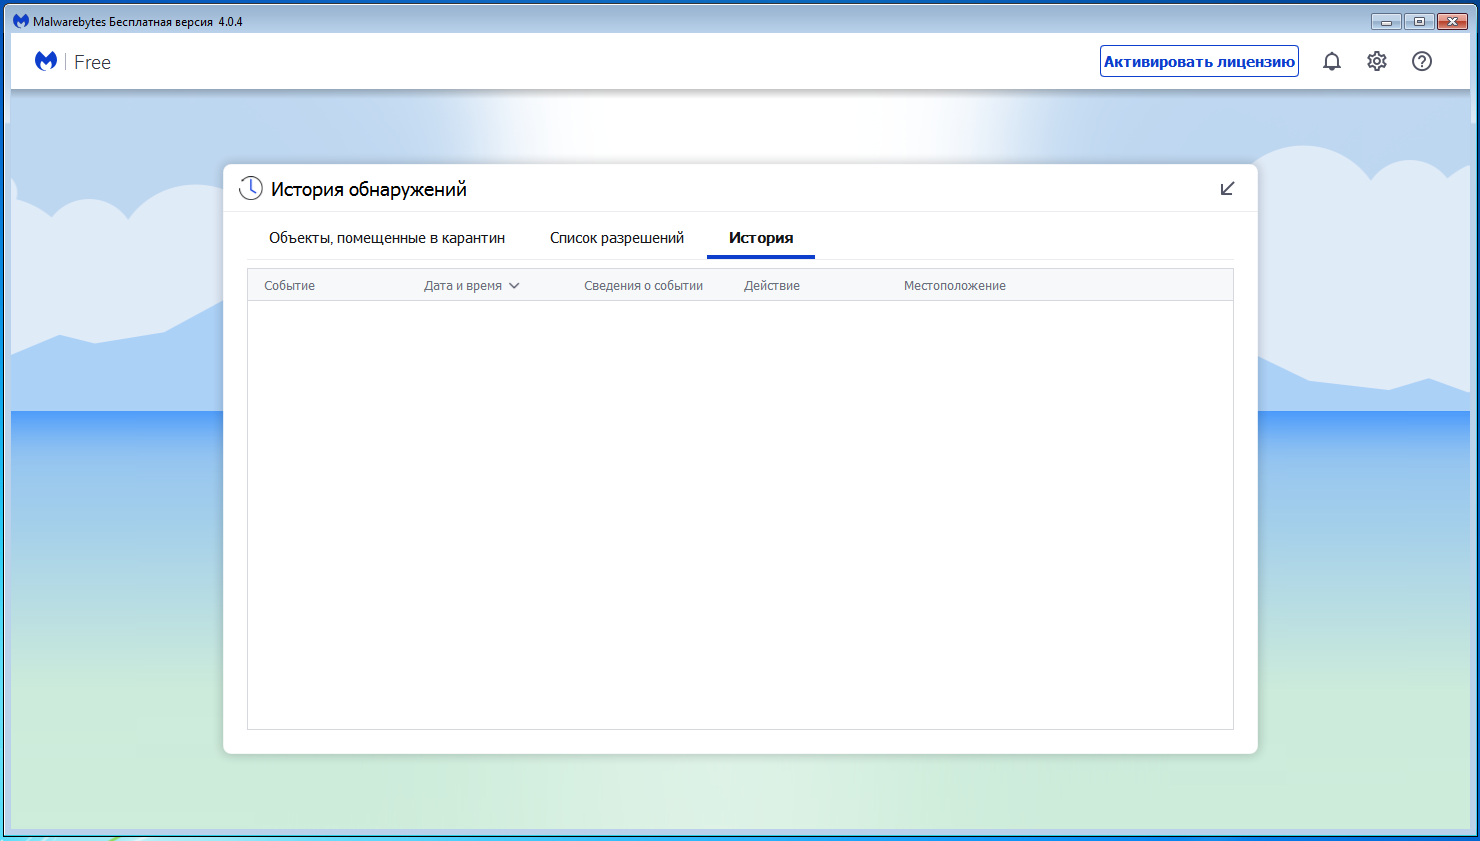 Malwarebytes Бесплатная версия 4.0.4
Free
Активировать лицензию
История обнаружений
Объекты, помещенные в карантин Список разрешений История
Событие Дата и время Сведения о событии Действие Местоположение